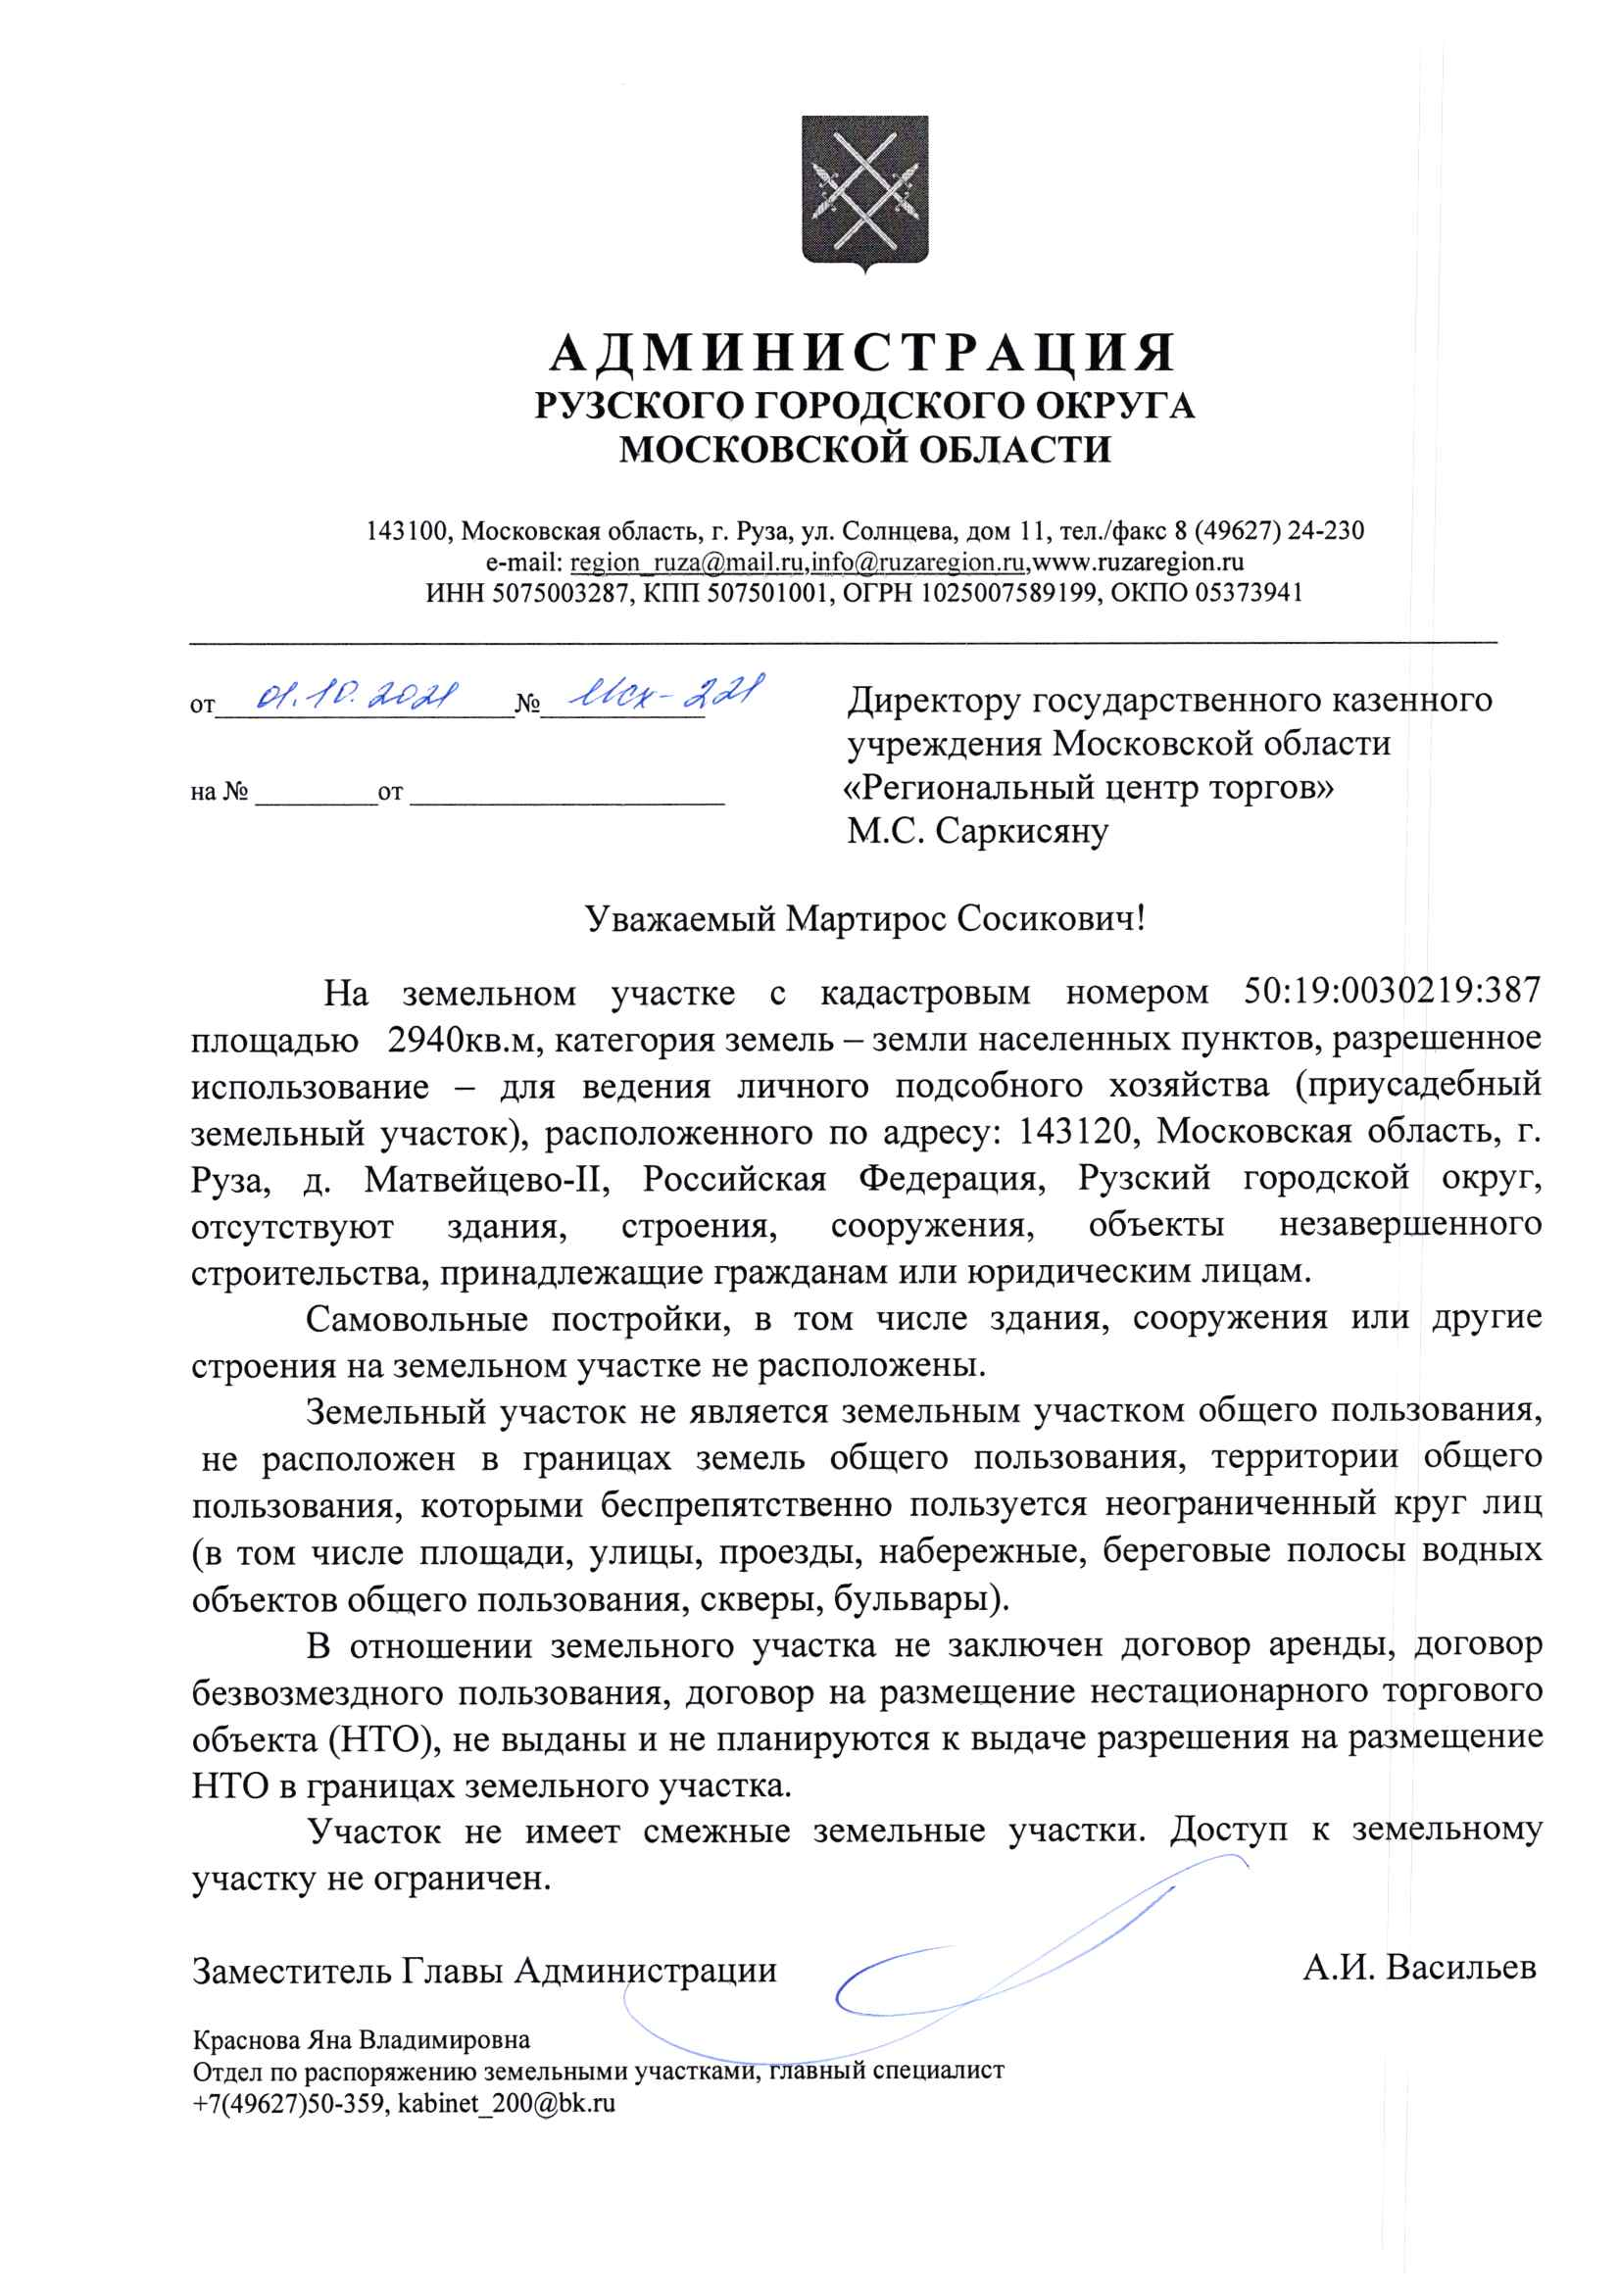 АДМИНИСТРАЦИЯ
РУЗСКОГО ГОРОДСКОГО ОКРУГА
МОСКОВСКОЙ ОБЛАСТИ
143100, Московская область, г. Руза, ул. Солнцева, дом 11, тел./факс 8 (49627) 24-230
e-mail: region_ruza@mail.ru,info@ruzaregion.ru,www.ruzaregion.ru
ИНН 5075003287, КПП 507501001, ОГРН 1025007589199, ОКПО 05373941
от 01.10.2021 № Исх-221
на № от
Директору государственного казенного
учреждения Московской области
«Региональный центр торгов»
М.С. Саркисяну
Уважаемый Мартирос Сосикович!
На земельном участке с кадастровым номером 50:19:0030219:387
площадью 2940кв.м, категория земель – земли населенных пунктов, разрешенное
использование – для ведения личного подсобного хозяйства (приусадебный
земельный участок), расположенного по адресу: 143120, Московская область, г.
Руза, д. Матвейцево-II, Российская Федерация, Рузский городской округ,
отсутствуют здания, строения, сооружения, объекты незавершенного
строительства, принадлежащие гражданам или юридическим лицам.
Самовольные постройки, в том числе здания, сооружения или другие
строения на земельном участке не расположены.
Земельный участок не является земельным участком общего пользования,
не расположен в границах земель общего пользования, территории общего
пользования, которыми беспрепятственно пользуется неограниченный круг лиц
(в том числе площади, улицы, проезды, набережные, береговые полосы водных
объектов общего пользования, скверы, бульвары).
В отношении земельного участка не заключен договор аренды, договор
безвозмездного пользования, договор на размещение нестационарного торгового
объекта (НТО), не выданы и не планируются к выдаче разрешения на размещение
НТО в границах земельного участка.
Участок не имеет смежные земельные участки. Доступ к земельному
участку не ограничен.
Заместитель Главы Администрации
А.И. Васильев
Краснова Яна Владимировна
Отдел по распоряжению земельными участками, главный специалист
+7(49627)50-359, kabinet_200@bk.ru